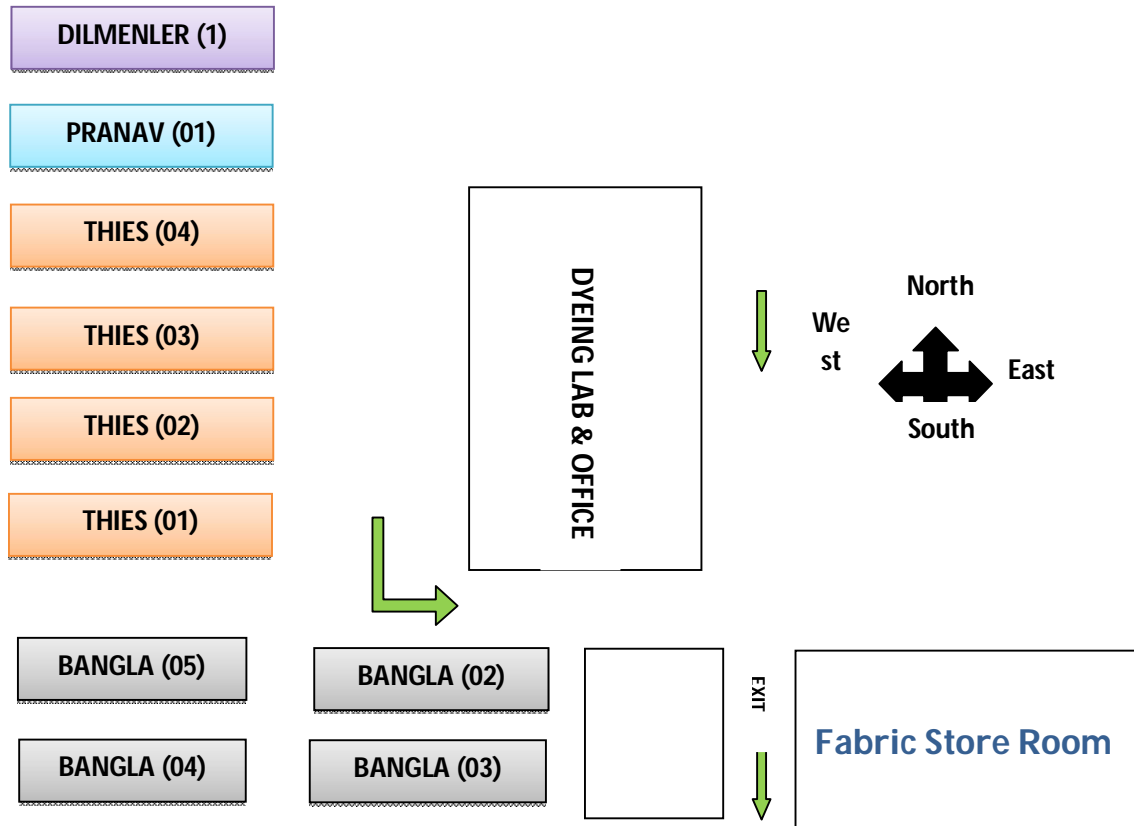 DILMENLER (1)
PRANAV (01)
THIES (04)
THIES (03)
THIES (02)
THIES (01)
DYEING LAB & OFFICE
North
We
st
East
South
BANGLA (05)
BANGLA (02)
EXIT
BANGLA (04)
BANGLA (03)
Fabric Store Room